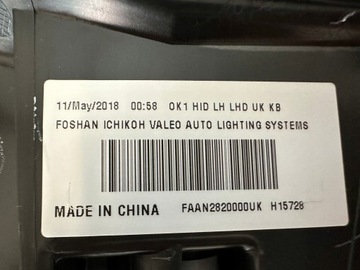 11/May/2018 00:58 OK1 HID LH LHD UK KB
FOSHAN ICHIKOH VALEO AUTO LIGHTING SYSTEMS
MADE IN CHINA FAAN2820000UK H15728